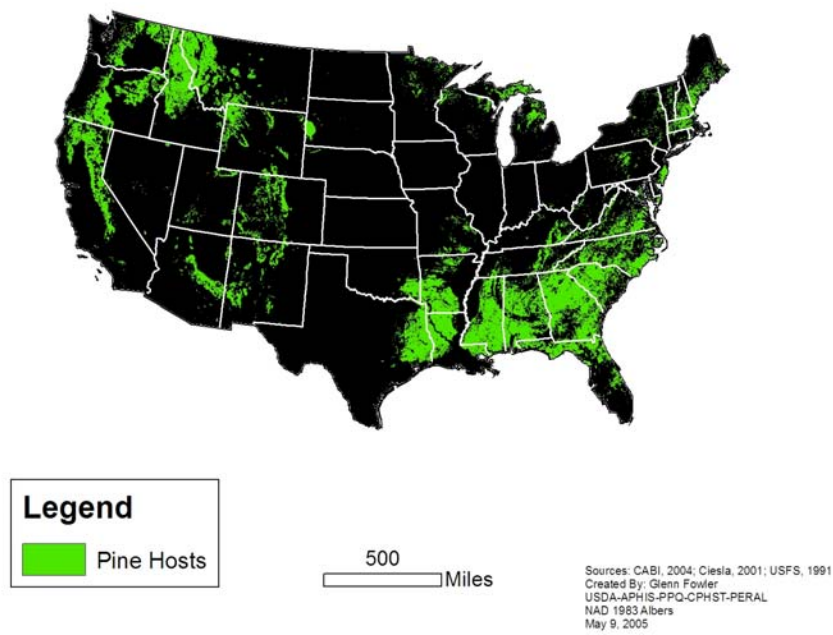 Legend
Pine Hosts
500
Miles
Sources: CABI, 2004; Ciesla, 2001; USFS, 1991
Created By: Glenn Fowler
USDA-APHIS-PPQ-CPHST-PERAL
NAD 1983 Albers
May 9, 2005